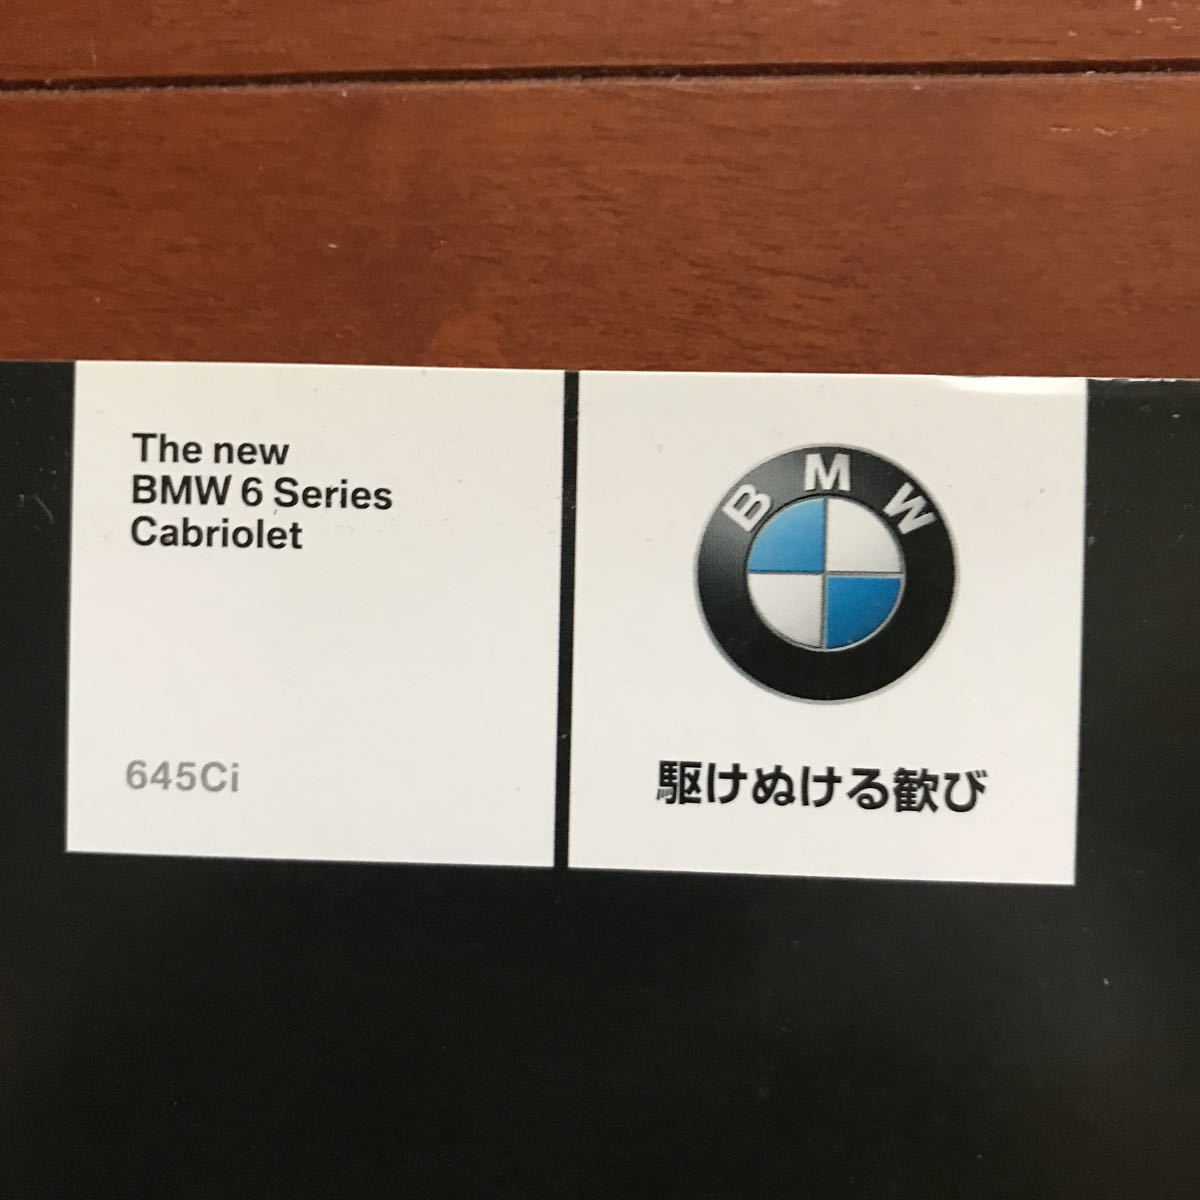 The new
BMW 6 Series
Cabriolet
645Ci
BMW
駆けぬける歓び